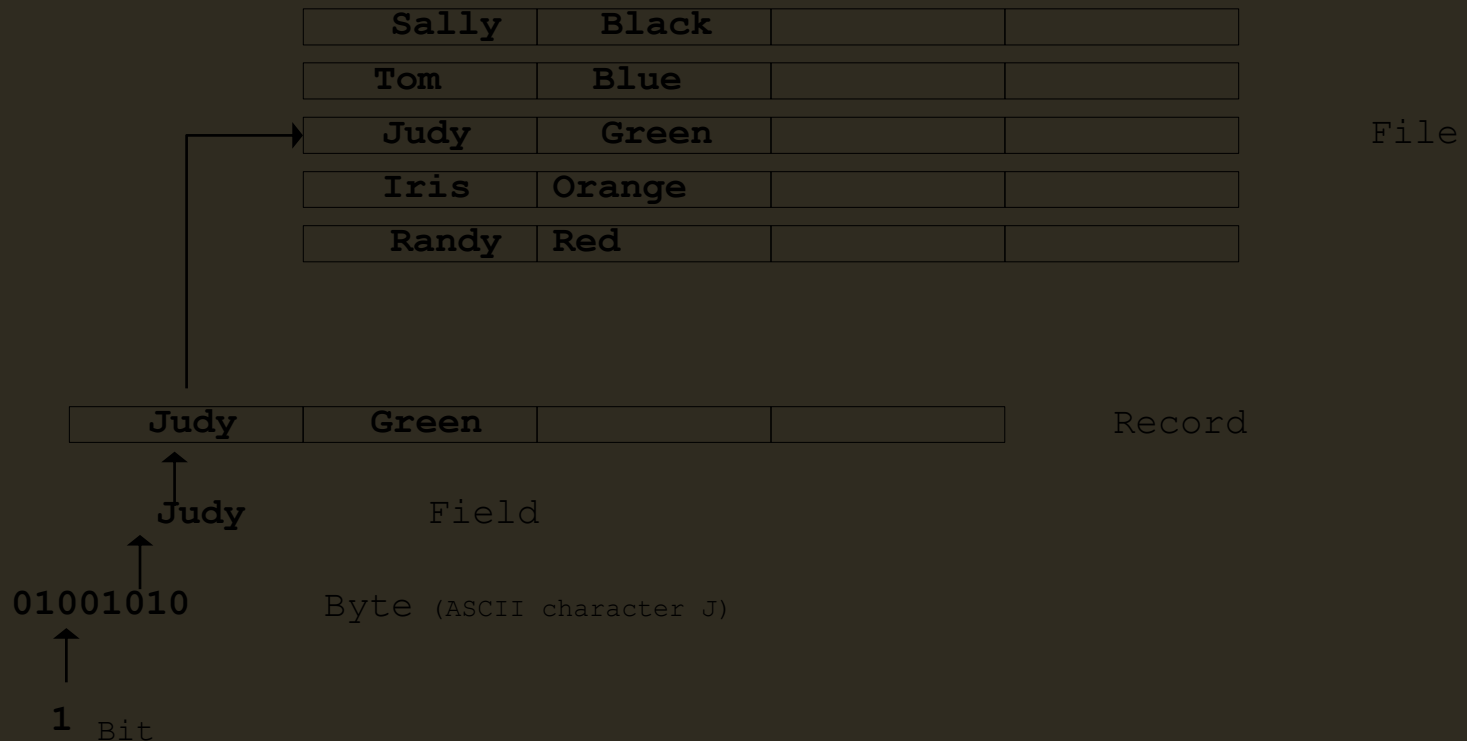 Sally Black
Tom Blue
Judy Green File
Iris Orange
Randy Red
Judy Green Record
Judy Field
01001010 Byte (ASCII character J)
1 Bit